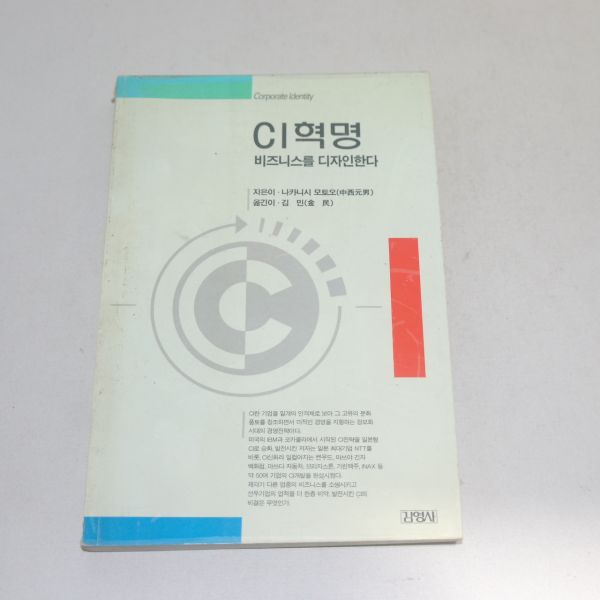 Corporate Identity
CI혁명
비즈니스를 디자인한다
지은이 · 나카니시 모토오(中西元男)
옮긴이 · 김 민(金 民)
C
CI란 기업을 일개의 인격체로 보아 그 고유의 문화
풍토를 창조하면서 미적인 경영을 지향하는 정보화
시대의 경영전략이다.
미국의 IBM과 코카콜라에서 시작된 CI전략을 일본형
CI로 승화, 발전시킨 저자는 일본 최대기업 NTT를
비롯, CI신화라 일컬어지는 켄우드, 마쓰야 긴자
백화점, 마쓰다 자동차, 브리지스톤, 기린맥주, INAX 등
약 50여 기업의 CI개발을 완성시켰다.
제각기 다른 업종의 비즈니스를 소생시키고
선두기업의 업적을 더 한층 비약, 발전시킨 CI의
비결은 무엇인가.
김영사